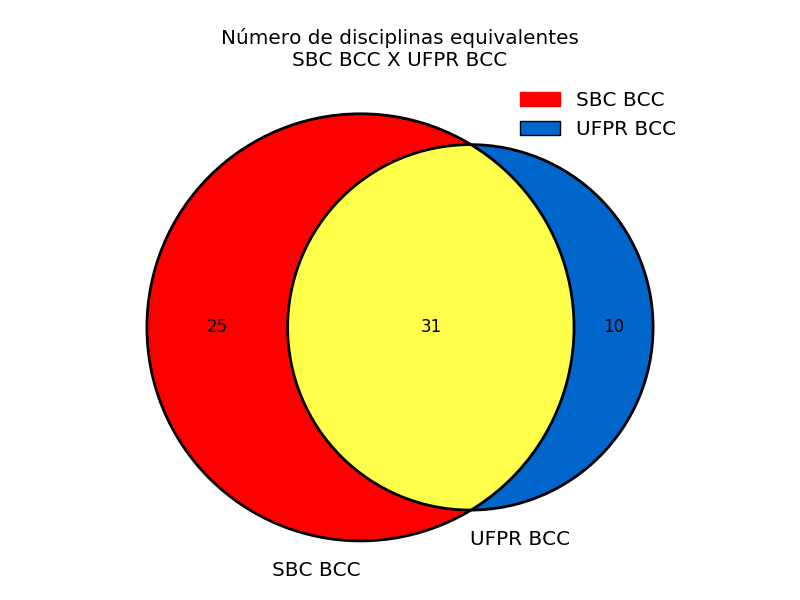 Número de disciplinas equivalentes
SBC BCC X UFPR BCC
SBC BCC
UFPR BCC
25
31
10
UFPR BCC
SBC BCC